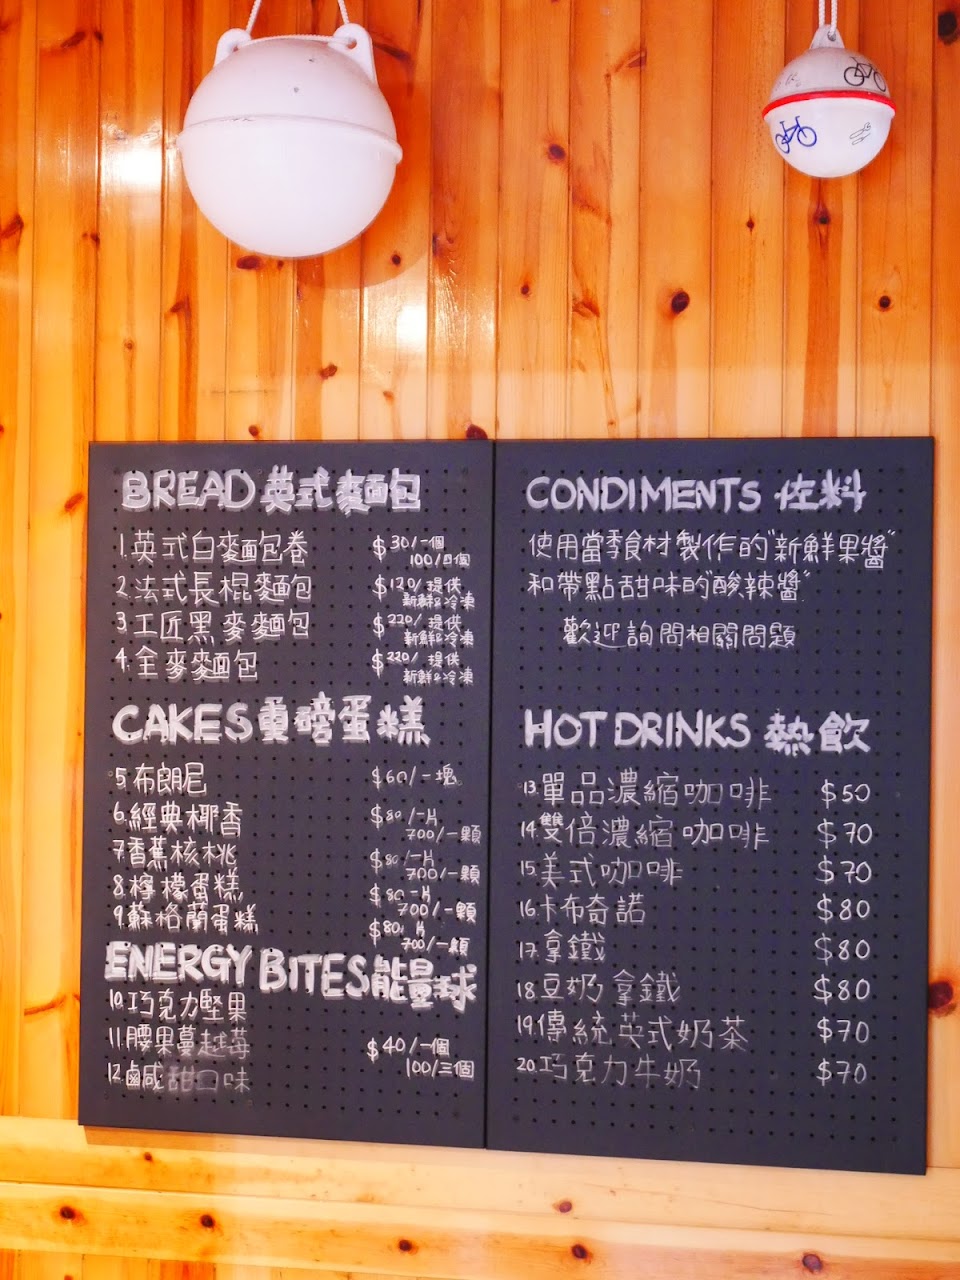 BREAD 英式麥麵包
1. 英式白麥麵包卷 $30/一個
100/四個
2. 法式長棍麥麵包 $120/提供
新鮮&冷凍
3. 工匠黑麥麥麵包 $220/提供
新鮮&冷凍
4. 全麥麥麵包 $220/提供
新鮮&冷凍
CAKES 重磅蛋糕
5. 布朗尼 $60/一塊
6. 經典椰香 $80/一片
700/一顆
7. 香蕉核桃 $80/一片
700/一顆
8. 檸檬蛋糕 $80/一片
700/一顆
9. 蘇格蘭蛋糕 $80/一片
700/一顆
ENERGY BITES 能量球
10. 巧克力堅果
11. 腰果蔓越莓 $40/一個
100/三個
12. 鹹鹹甜口味
CONDIMENTS 佐料
使用當季食材製作的"新鮮果醬"
和帶點甜味的"酸辣醬"
歡迎詢問相關問題
HOT DRINKS 熱飲
13. 單品濃縮咖啡 $50
14. 雙倍濃縮咖啡 $70
15. 美式咖啡 $70
16. 卡布奇諾 $80
17. 拿鐵 $80
18. 豆奶拿鐵 $80
19. 傳統英式奶茶 $70
20. 巧克力牛奶 $70